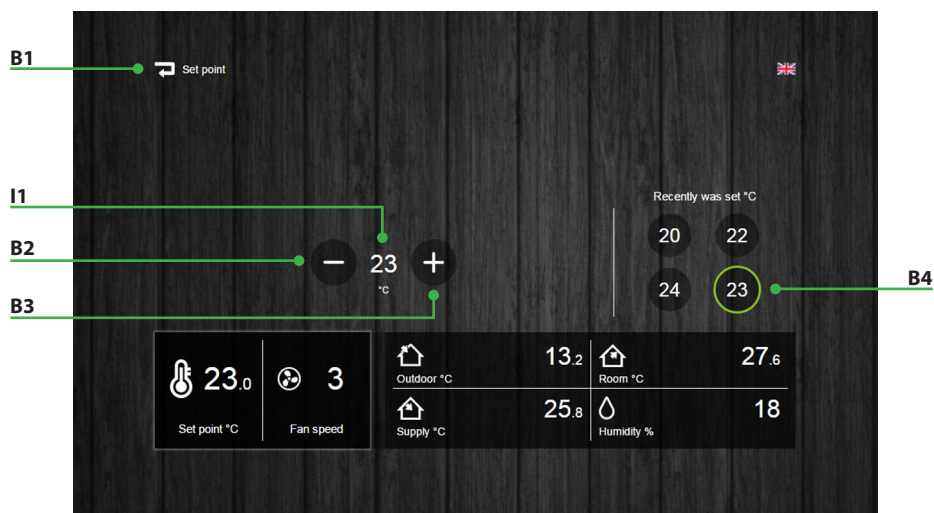 B1
Set point
I1
Recently was set °C
20 22
B2
− 23 +
°C
B4
24 23
B3
23.0 3
Set point °C Fan speed
13.2 27.6
Outdoor °C Room °C
25.8 18
Supply °C Humidity %